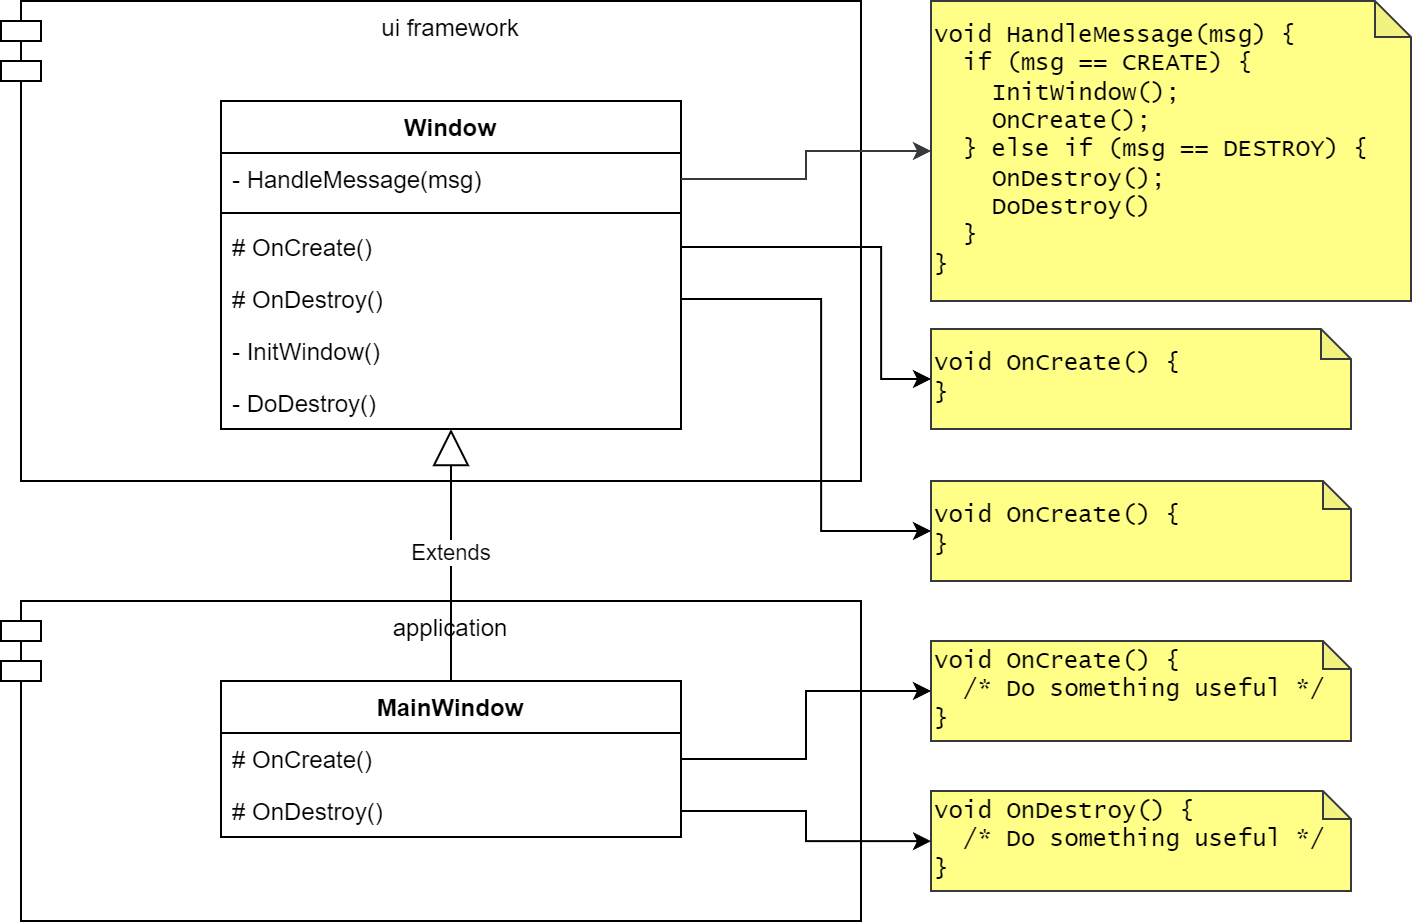 ui framework
Window
- HandleMessage(msg)
# OnCreate()
# OnDestroy()
- InitWindow()
- DoDestroy()
Extends
application
MainWindow
# OnCreate()
# OnDestroy()
void HandleMessage(msg) {
  if (msg == CREATE) {
    InitWindow();
    OnCreate();
  } else if (msg == DESTROY) {
    OnDestroy();
    DoDestroy()
  }
}
void OnCreate() {
}
void OnCreate() {
}
void OnCreate() {
  /* Do something useful */
}
void OnDestroy() {
  /* Do something useful */
}